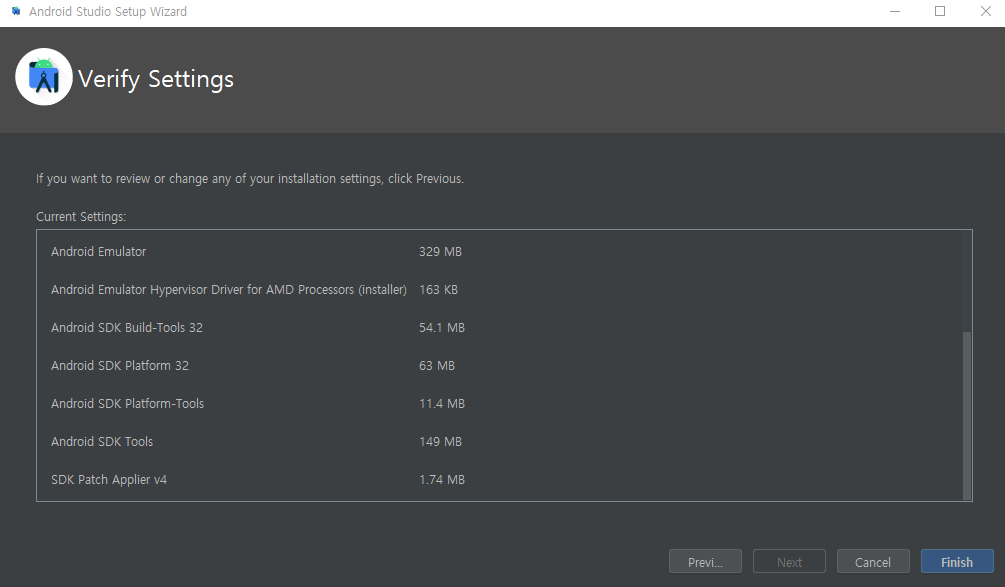 Android Studio Setup Wizard
Verify Settings
If you want to review or change any of your installation settings, click Previous.
Current Settings:
Android Emulator 329 MB
Android Emulator Hypervisor Driver for AMD Processors (installer) 163 KB
Android SDK Build-Tools 32 54.1 MB
Android SDK Platform 32 63 MB
Android SDK Platform-Tools 11.4 MB
Android SDK Tools 149 MB
SDK Patch Applier v4 1.74 MB
Previ... Next Cancel Finish